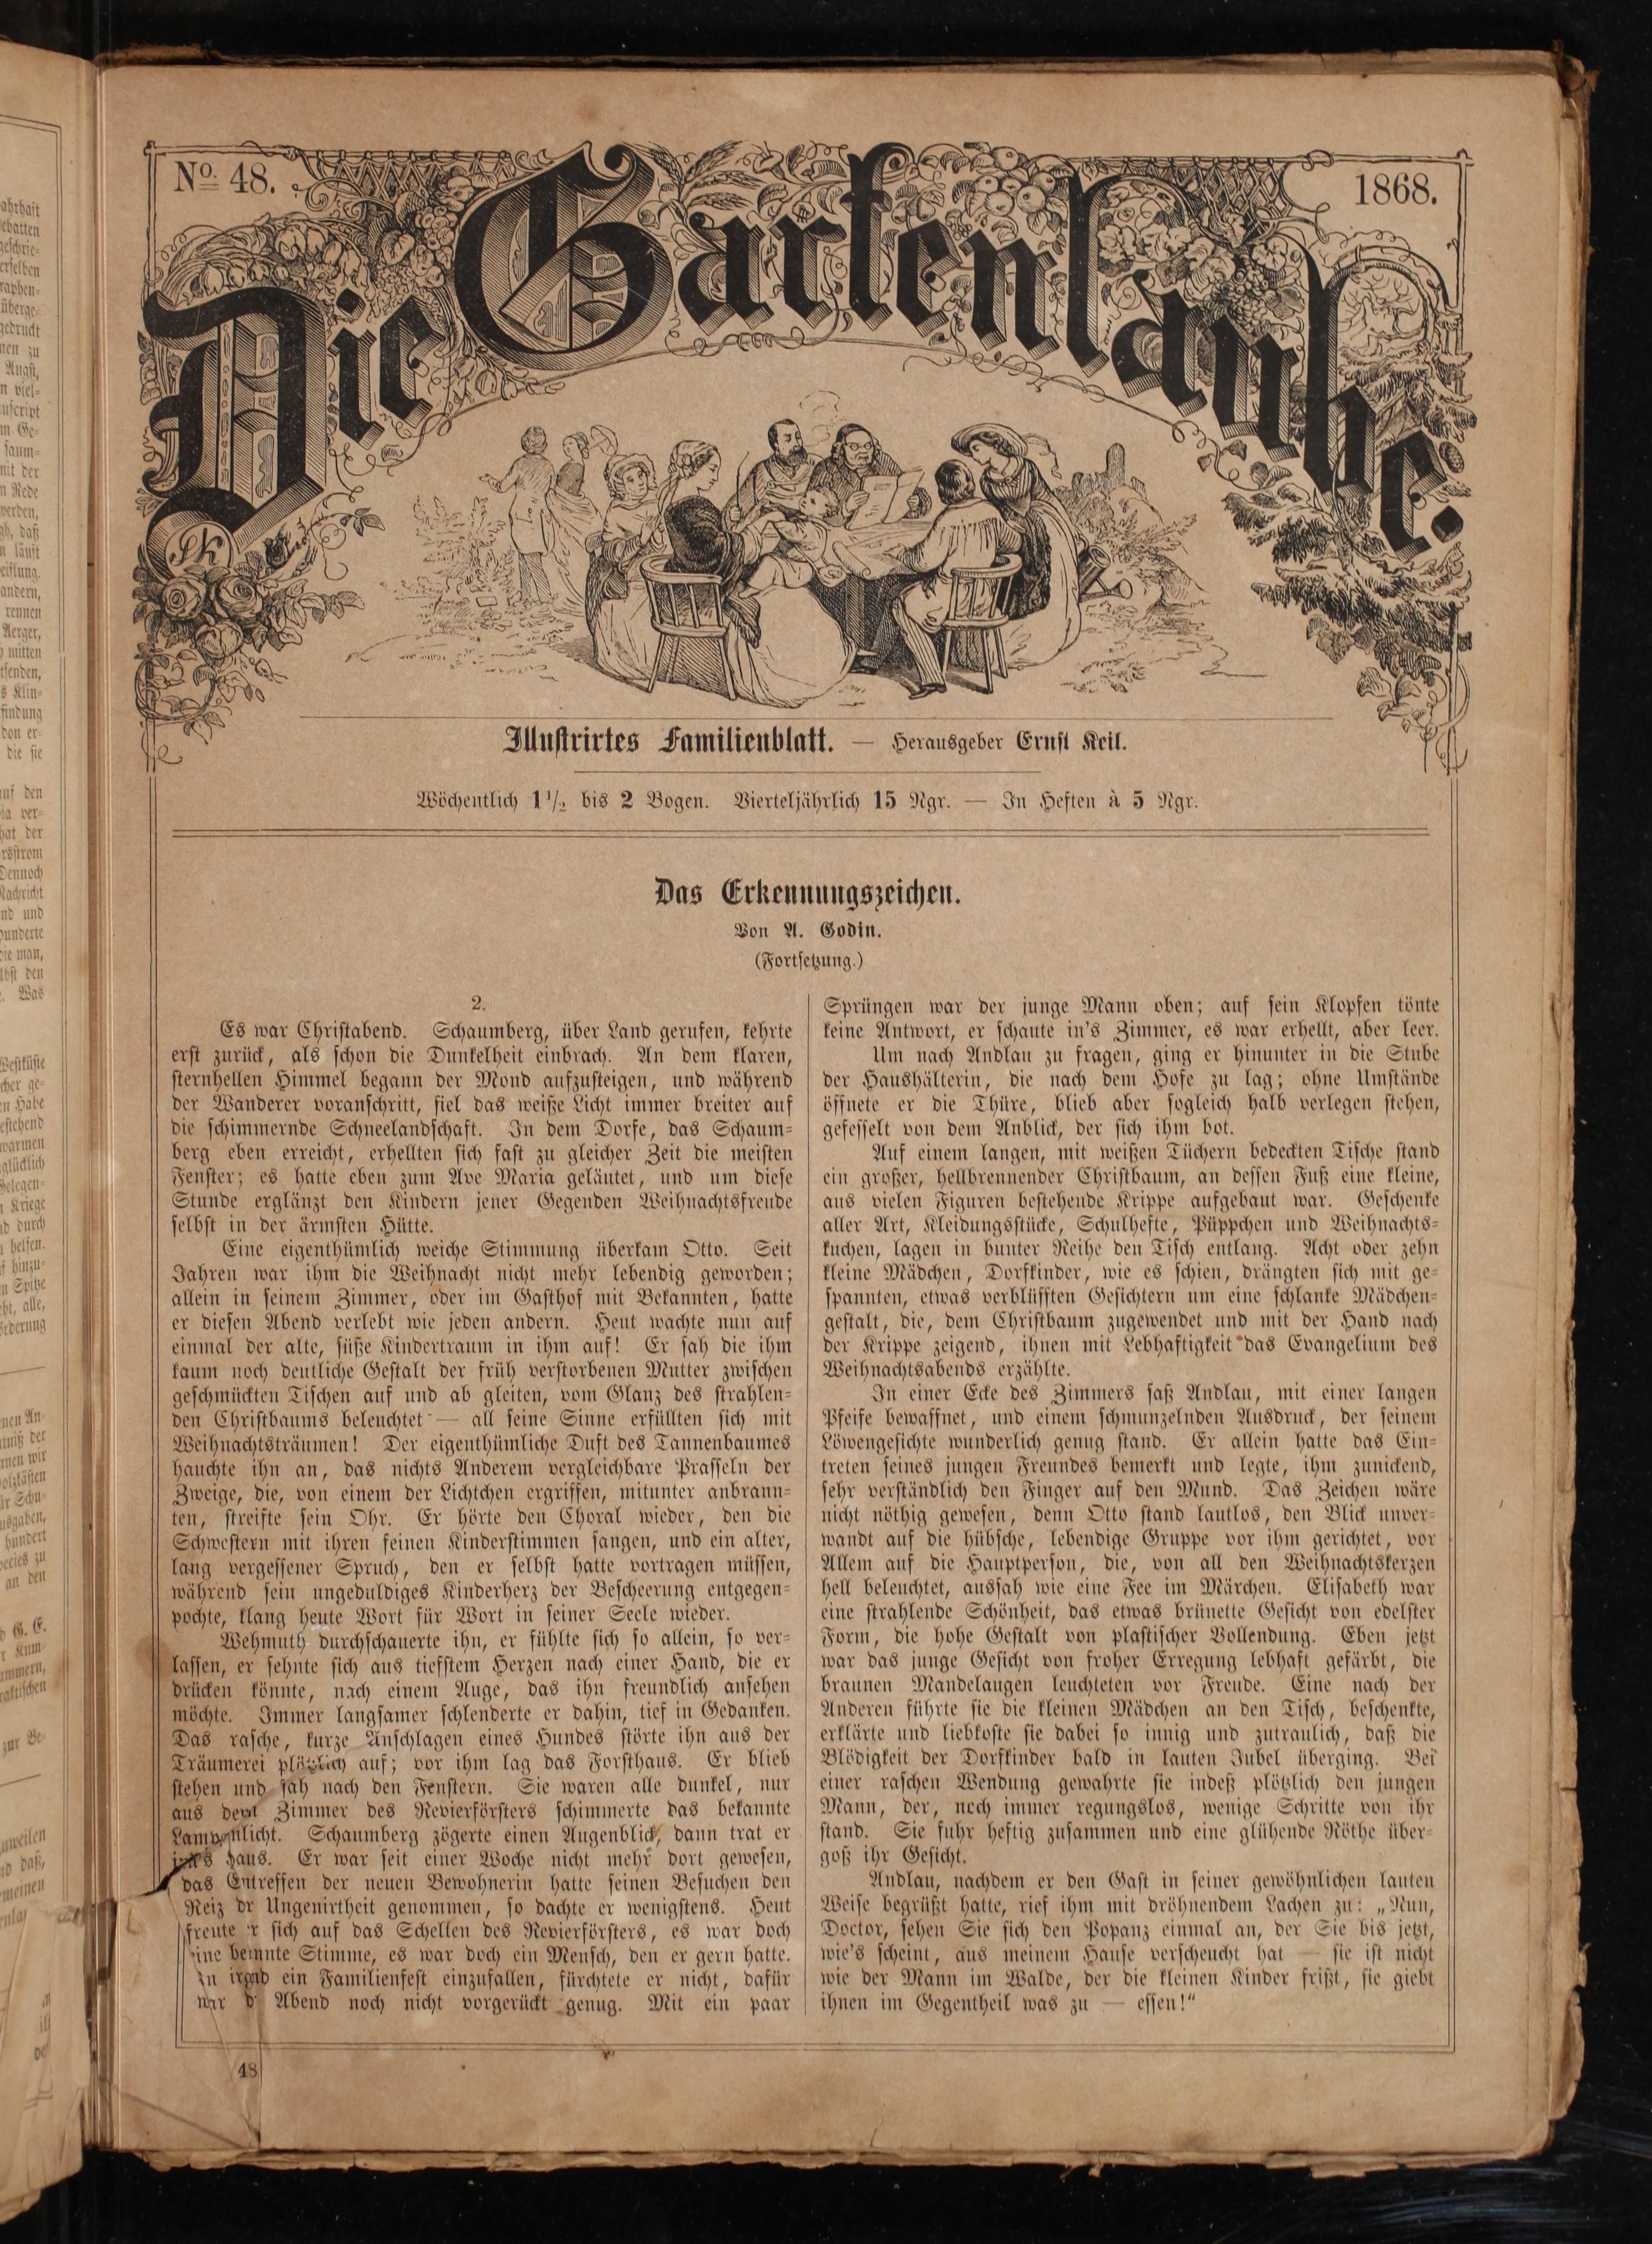 No. 48.
1868.
Die Gartenlaube.
SK
Illustrirtes Familienblatt. — Herausgeber Ernst Keil.
Wöchentlich 1 1/2 bis 2 Bogen. Vierteljährlich 15 Ngr. — In Heften à 5 Ngr.
Das Erkennungszeichen.
Von A. Godin.
(Fortsetzung.)
2.
Es war Christabend. Schaumberg, über Land gerufen, kehrte
erst zurück, als schon die Dunkelheit einbrach. An dem klaren,
sternhellen Himmel begann der Mond aufzusteigen, und während
der Wanderer voranschritt, fiel das weiße Licht immer breiter auf
die schimmernde Schneelandschaft. In dem Dorfe, das Schaum-
berg eben erreicht, erhellten sich fast zu gleicher Zeit die meisten
Fenster; es hatte eben zum Ave Maria geläutet, und um diese
Stunde erglänzt den Kindern jener Gegenden Weihnachtsfreude
selbst in der ärmsten Hütte.
Eine eigenthümlich weiche Stimmung überkam Otto. Seit
Jahren war ihm die Weihnacht nicht mehr lebendig geworden;
allein in seinem Zimmer, oder im Gasthof mit Bekannten, hatte
er diesen Abend verlebt wie jeden andern. Heut wachte nun auf
einmal der alte, süße Kindertraum in ihm auf! Er sah die ihm
kaum noch deutliche Gestalt der früh verstorbenen Mutter zwischen
geschmückten Tischen auf und ab gleiten, vom Glanz des strahlen-
den Christbaums beleuchtet — all seine Sinne erfüllten sich mit
Weihnachtsträumen! Der eigenthümliche Duft des Tannenbaumes
hauchte ihn an, das nichts Anderem vergleichbare Prasseln der
Zweige, die, von einem der Lichtchen ergriffen, mitunter anbrann-
ten, streifte sein Ohr. Er hörte den Choral wieder, den die
Schwestern mit ihren feinen Kinderstimmen sangen, und ein alter,
lang vergessener Spruch, den er selbst hatte vortragen müssen,
während sein ungeduldiges Kinderherz der Bescheerung entgegen-
pochte, klang heute Wort für Wort in seiner Seele wieder.
Wehmuth durchschauerte ihn, er fühlte sich so allein, so ver-
lassen, er sehnte sich aus tiefstem Herzen nach einer Hand, die er
drücken könnte, nach einem Auge, das ihn freundlich ansehen
möchte. Immer langsamer schlenderte er dahin, tief in Gedanken.
Das rasche, kurze Anschlagen eines Hundes störte ihn aus der
Träumerei plötzlich auf; vor ihm lag das Forsthaus. Er blieb
stehen und sah nach den Fenstern. Sie waren alle dunkel, nur
aus dem Zimmer des Revierförsters schimmerte das bekannte
Lampenlicht. Schaumberg zögerte einen Augenblick, dann trat er
in's Haus. Er war seit einer Woche nicht mehr dort gewesen,
das Entreffen der neuen Bewohnerin hatte seinen Besuchen den
Reiz dr Ungenirtheit genommen, so dachte er wenigstens. Heut
freute r sich auf das Schellen des Revierförsters, es war doch
ine bennte Stimme, es war doch ein Mensch, den er gern hatte.
In irgnd ein Familienfest einzufallen, fürchtete er nicht, dafür
war d Abend noch nicht vorgerückt genug. Mit ein paar
48
Sprüngen war der junge Mann oben; auf sein Klopfen tönte
keine Antwort, er schaute in's Zimmer, es war erhellt, aber leer.
Um nach Andlau zu fragen, ging er hinunter in die Stube
der Haushälterin, die nach dem Hofe zu lag; ohne Umstände
öffnete er die Thüre, blieb aber sogleich halb verlegen stehen,
gefesselt von dem Anblick, der sich ihm bot.
Auf einem langen, mit weißen Tüchern bedeckten Tische stand
ein großer, hellbrennender Christbaum, an dessen Fuß eine kleine,
aus vielen Figuren bestehende Krippe aufgebaut war. Geschenke
aller Art, Kleidungsstücke, Schulhefte, Püppchen und Weihnachts-
kuchen, lagen in bunter Reihe den Tisch entlang. Acht oder zehn
kleine Mädchen, Dorfkinder, wie es schien, drängten sich mit ge-
spannten, etwas verblüfften Gesichtern um eine schlanke Mädchen-
gestalt, die, dem Christbaum zugewendet und mit der Hand nach
der Krippe zeigend, ihnen mit Lebhaftigkeit das Evangelium des
Weihnachtsabends erzählte.
In einer Ecke des Zimmers saß Andlau, mit einer langen
Pfeife bewaffnet, und einem schmunzelnden Ausdruck, der seinem
Löwengesichte wunderlich genug stand. Er allein hatte das Ein-
treten seines jungen Freundes bemerkt und legte, ihm zunickend,
sehr verständlich den Finger auf den Mund. Das Zeichen wäre
nicht nöthig gewesen, denn Otto stand lautlos, den Blick unver-
wandt auf die hübsche, lebendige Gruppe vor ihm gerichtet, vor
Allem auf die Hauptperson, die, von all den Weihnachtskerzen
hell beleuchtet, aussah wie eine Fee im Märchen. Elisabeth war
eine strahlende Schönheit, das etwas brünette Gesicht von edelster
Form, die hohe Gestalt von plastischer Vollendung. Eben jetzt
war das junge Gesicht von froher Erregung lebhaft gefärbt, die
braunen Mandelaugen leuchteten vor Freude. Eine nach der
Anderen führte sie die kleinen Mädchen an den Tisch, beschenkte,
erklärte und liebkoste sie dabei so innig und zutraulich, daß die
Blödigkeit der Dorfkinder bald in lauten Jubel überging. Bei
einer raschen Wendung gewahrte sie indeß plötzlich den jungen
Mann, der, noch immer regungslos, wenige Schritte von ihr
stand. Sie fuhr heftig zusammen und eine glühende Röthe über-
goß ihr Gesicht.
Andlau, nachdem er den Gast in seiner gewöhnlichen lauten
Weise begrüßt hatte, rief ihm mit dröhnendem Lachen zu: „Nun,
Doctor, sehen Sie sich den Popanz einmal an, der Sie bis jetzt,
wie's scheint, aus meinem Hause verscheucht hat — sie ist nicht
wie der Mann im Walde, der die kleinen Kinder frißt, sie giebt
ihnen im Gegentheil was zu — essen!“